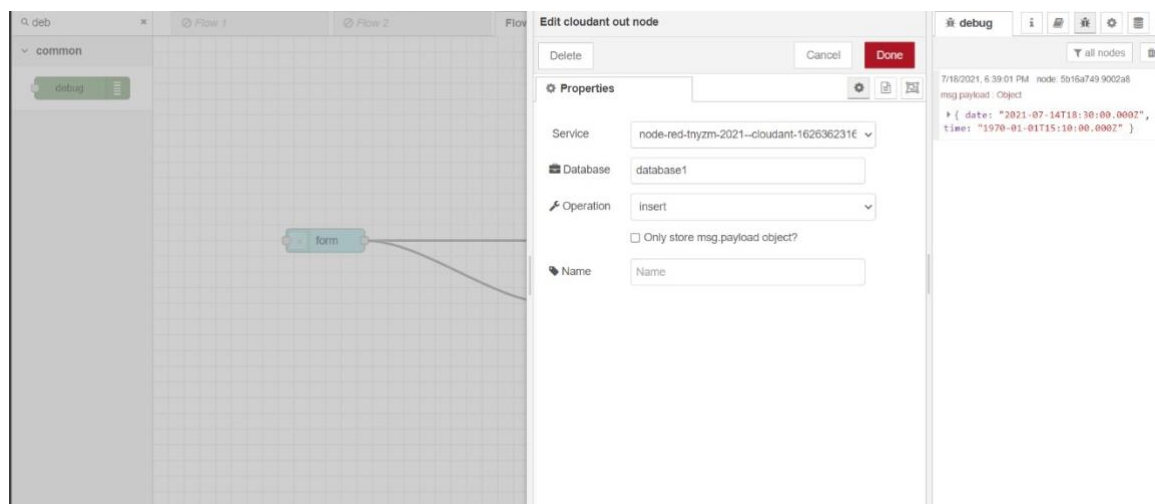 deb
Flow 1
Flow 2
Flow
common
debug
form
Edit cloudant out node
Delete
Cancel
Done
Properties
Service
node-red-tnyzm-2021--cloudant-1626362316
Database
database1
Operation
insert
Only store msg.payload object?
Name
Name
debug
i
all nodes
7/18/2021, 6:39:01 PM node: 5b16a749.9002a8
msg.payload : Object
{ date: "2021-07-14T18:30:00.000Z",
time: "1970-01-01T15:10:00.000Z" }